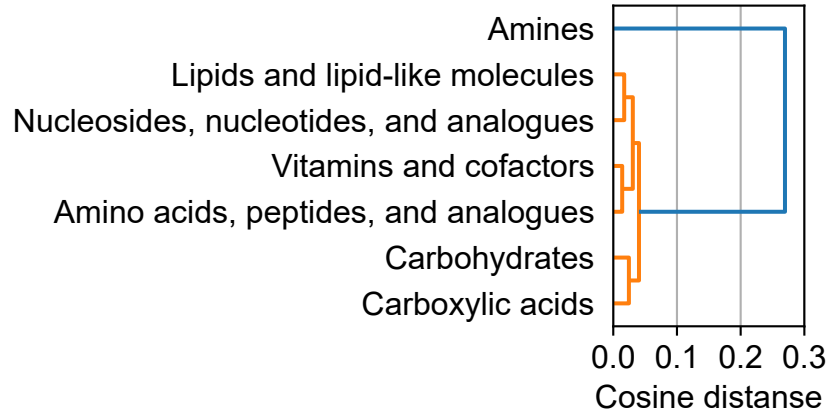 Amines
Lipids and lipid-like molecules
Nucleosides, nucleotides, and analogues
Vitamins and cofactors
Amino acids, peptides, and analogues
Carbohydrates
Carboxylic acids
0.0 0.1 0.2 0.3
Cosine distanse